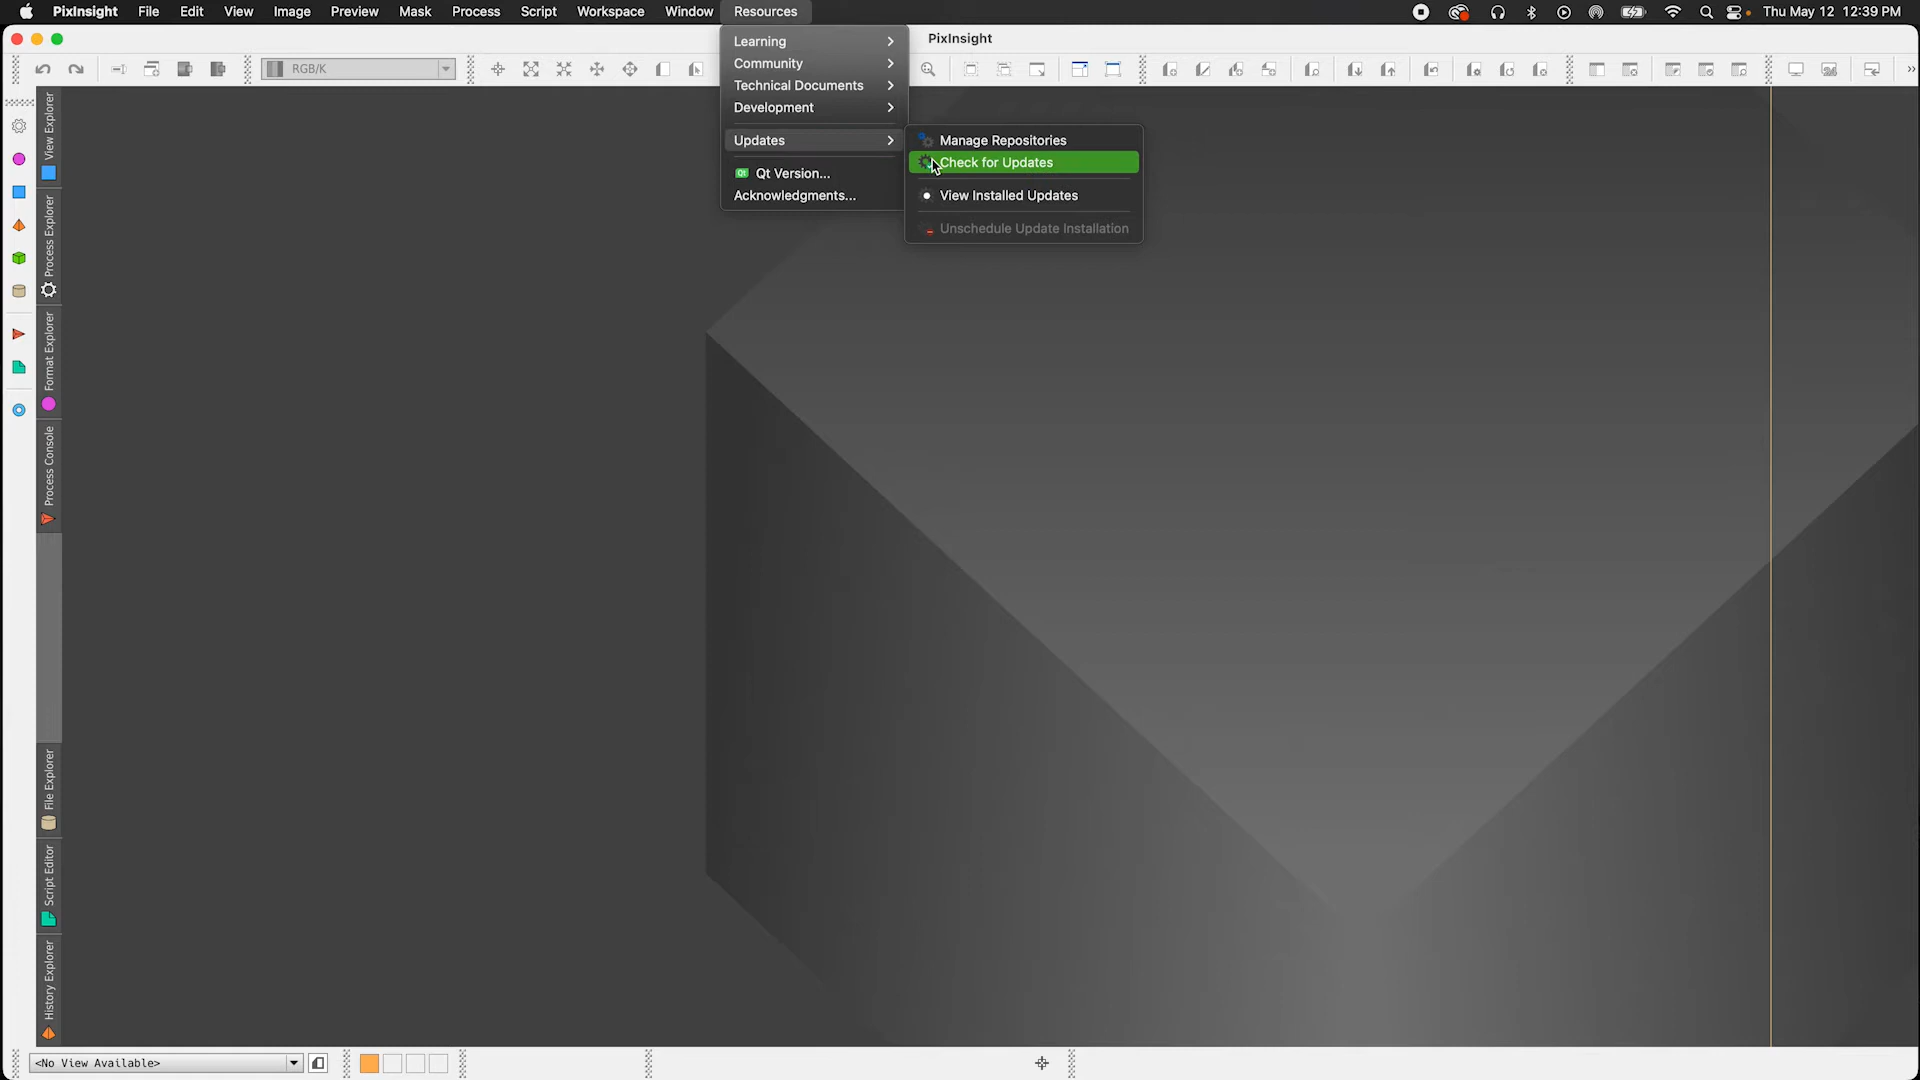 PixInsight File Edit View Image Preview Mask Process Script Workspace Window Resources Thu May 12 12:39 PM
PixInsight
RGB/K
Learning
Community
Technical Documents
Development
Updates
Qt Version...
Acknowledgments...
Manage Repositories
Check for Updates
View Installed Updates
Unschedule Update Installation
View Explorer
Process Explorer
Format Explorer
Process Console
File Explorer
Script Editor
History Explorer
<No View Available>